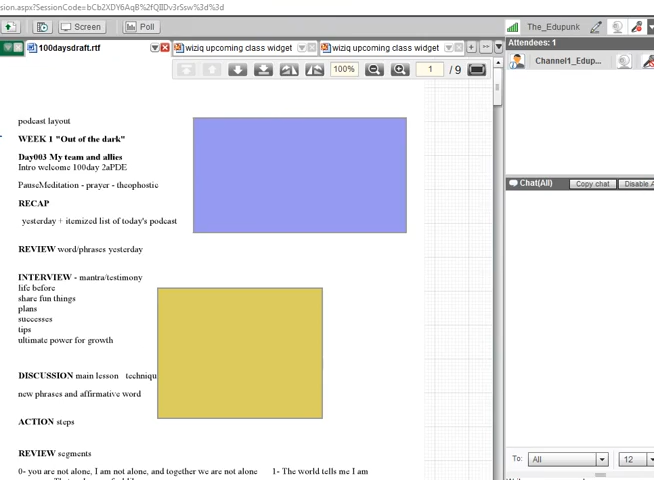 sion.aspx?SessionCode=bCb2XDY6AqB%2fQIIDv3rSsw%3d%3d
Screen
Poll
The_Edupunk
100daysdraft.rtf
wiziq upcoming class widget
wiziq upcoming class widget
Attendees: 1
100%
1 / 9
Channel1_Edup...
podcast layout
WEEK 1 "Out of the dark"
Day003 My team and allies
Intro welcome 100day 2aPDE
PauseMeditation - prayer - theophostic
RECAP
yesterday + itemized list of today's podcast
Chat(All)
Copy chat
Disable
REVIEW word/phrases yesterday
INTERVIEW - mantra/testimony
life before
share fun things
plans
successes
tips
ultimate power for growth
DISCUSSION main lesson techniqu
new phrases and affirmative word
ACTION steps
REVIEW segments
To: All
12
0- you are not alone, I am not alone, and together we are not alone 1- The world tells me I am